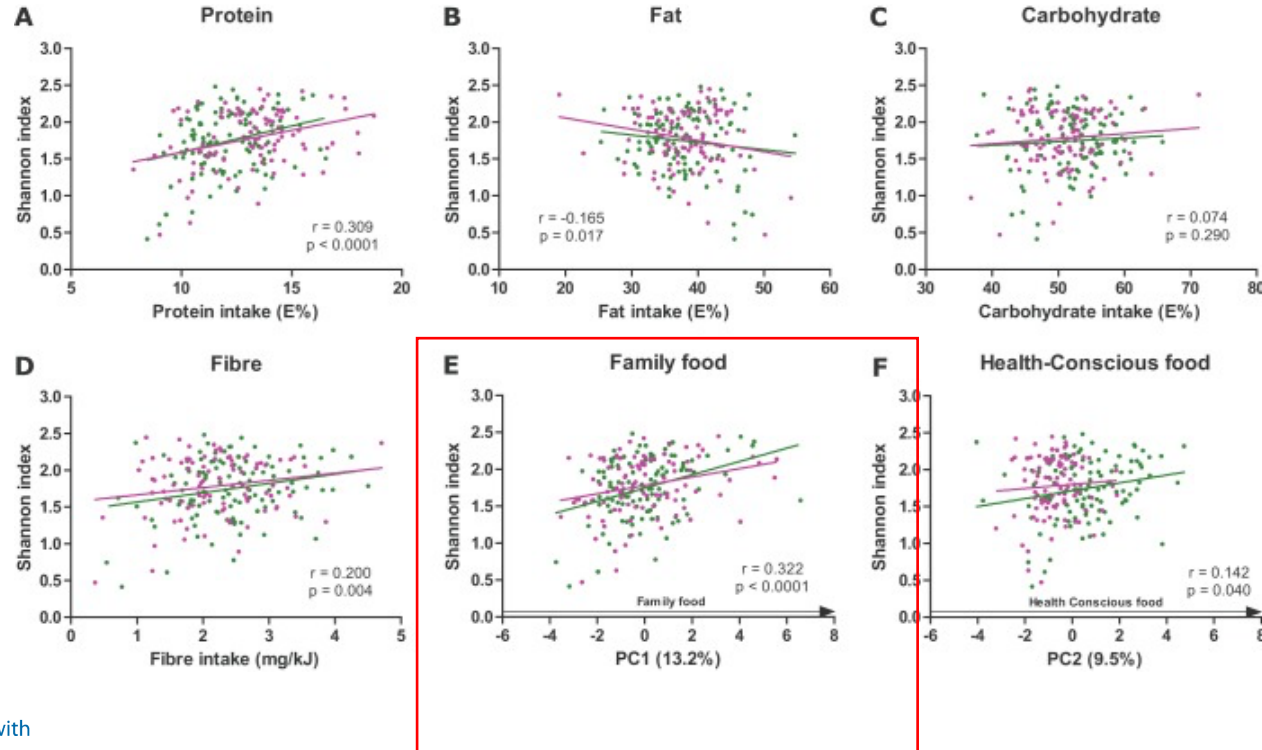 A Protein
Shannon index
3.0
2.5
2.0
1.5
1.0
0.5
0.0
r = 0.309
p < 0.0001
5 10 15 20
Protein intake (E%)
B Fat
Shannon index
3.0
2.5
2.0
1.5
1.0
0.5
0.0
r = -0.165
p = 0.017
10 20 30 40 50 60
Fat intake (E%)
C Carbohydrate
Shannon index
3.0
2.5
2.0
1.5
1.0
0.5
0.0
r = 0.074
p = 0.290
30 40 50 60 70 80
Carbohydrate intake (E%)
D Fibre
Shannon index
3.0
2.5
2.0
1.5
1.0
0.5
0.0
r = 0.200
p = 0.004
0 1 2 3 4 5
Fibre intake (mg/kJ)
E Family food
Shannon index
3.0
2.5
2.0
1.5
1.0
0.5
0.0
r = 0.322
p < 0.0001
Family food
-6 -4 -2 0 2 4 6 8
PC1 (13.2%)
F Health-Conscious food
Shannon index
3.0
2.5
2.0
1.5
1.0
0.5
0.0
r = 0.142
p = 0.040
Health Conscious food
-6 -4 -2 0 2 4 6 8
PC2 (9.5%)
with